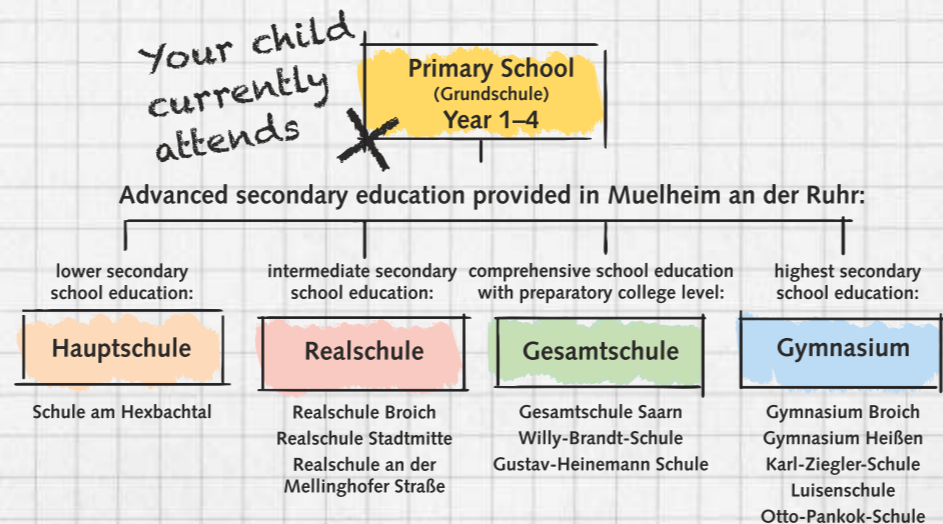 Your child
currently
attends
Primary School
(Grundschule)
Year 1–4
Advanced secondary education provided in Muelheim an der Ruhr:
lower secondary
school education:
Hauptschule
Schule am Hexbachtal
intermediate secondary
school education:
Realschule
Realschule Broich
Realschule Stadtmitte
Realschule an der
Mellinghofer Straße
comprehensive school education
with preparatory college level:
Gesamtschule
Gesamtschule Saarn
Willy-Brandt-Schule
Gustav-Heinemann Schule
highest secondary
school education:
Gymnasium
Gymnasium Broich
Gymnasium Heißen
Karl-Ziegler-Schule
Luisenschule
Otto-Pankok-Schule